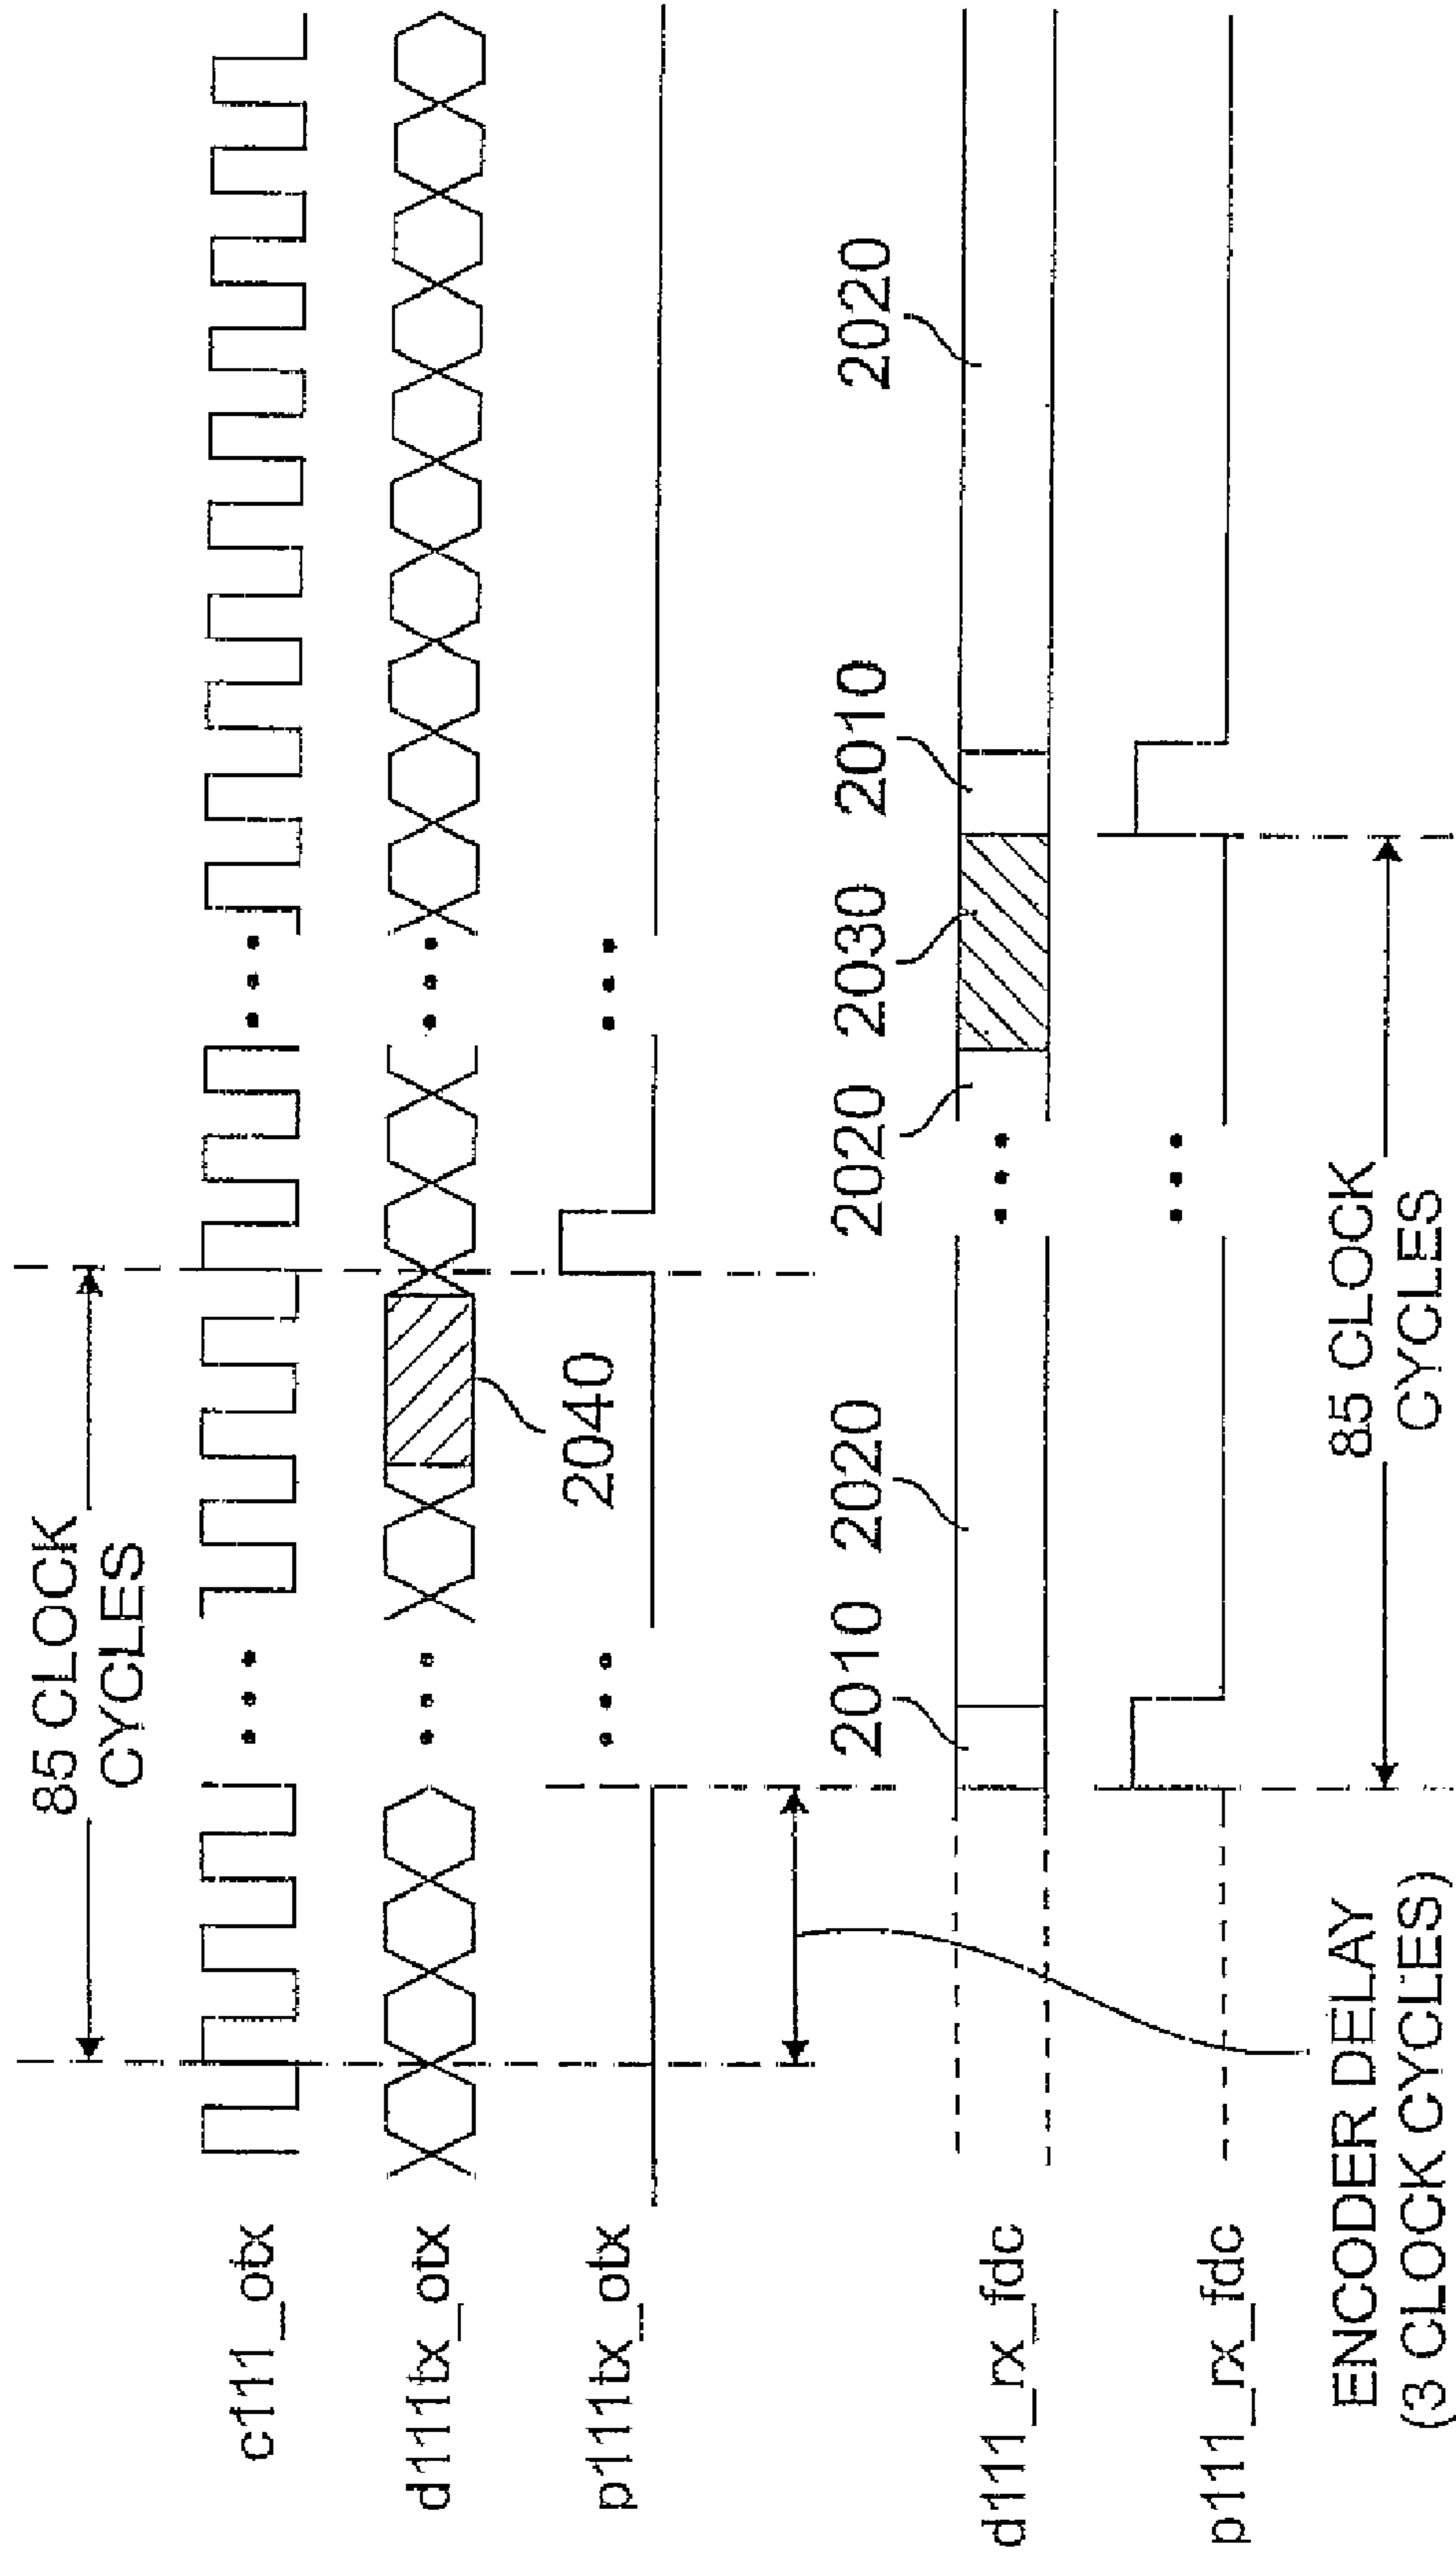 85 CLOCK
CYCLES
c111_otx
d111tx_otx
2040
p111tx_otx
2010
2020
2020
2030
2010
2020
d111_rx_fdc
p111_rx_fdc
85 CLOCK
CYCLES
ENCODER DELAY
(3 CLOCK CYCLES)